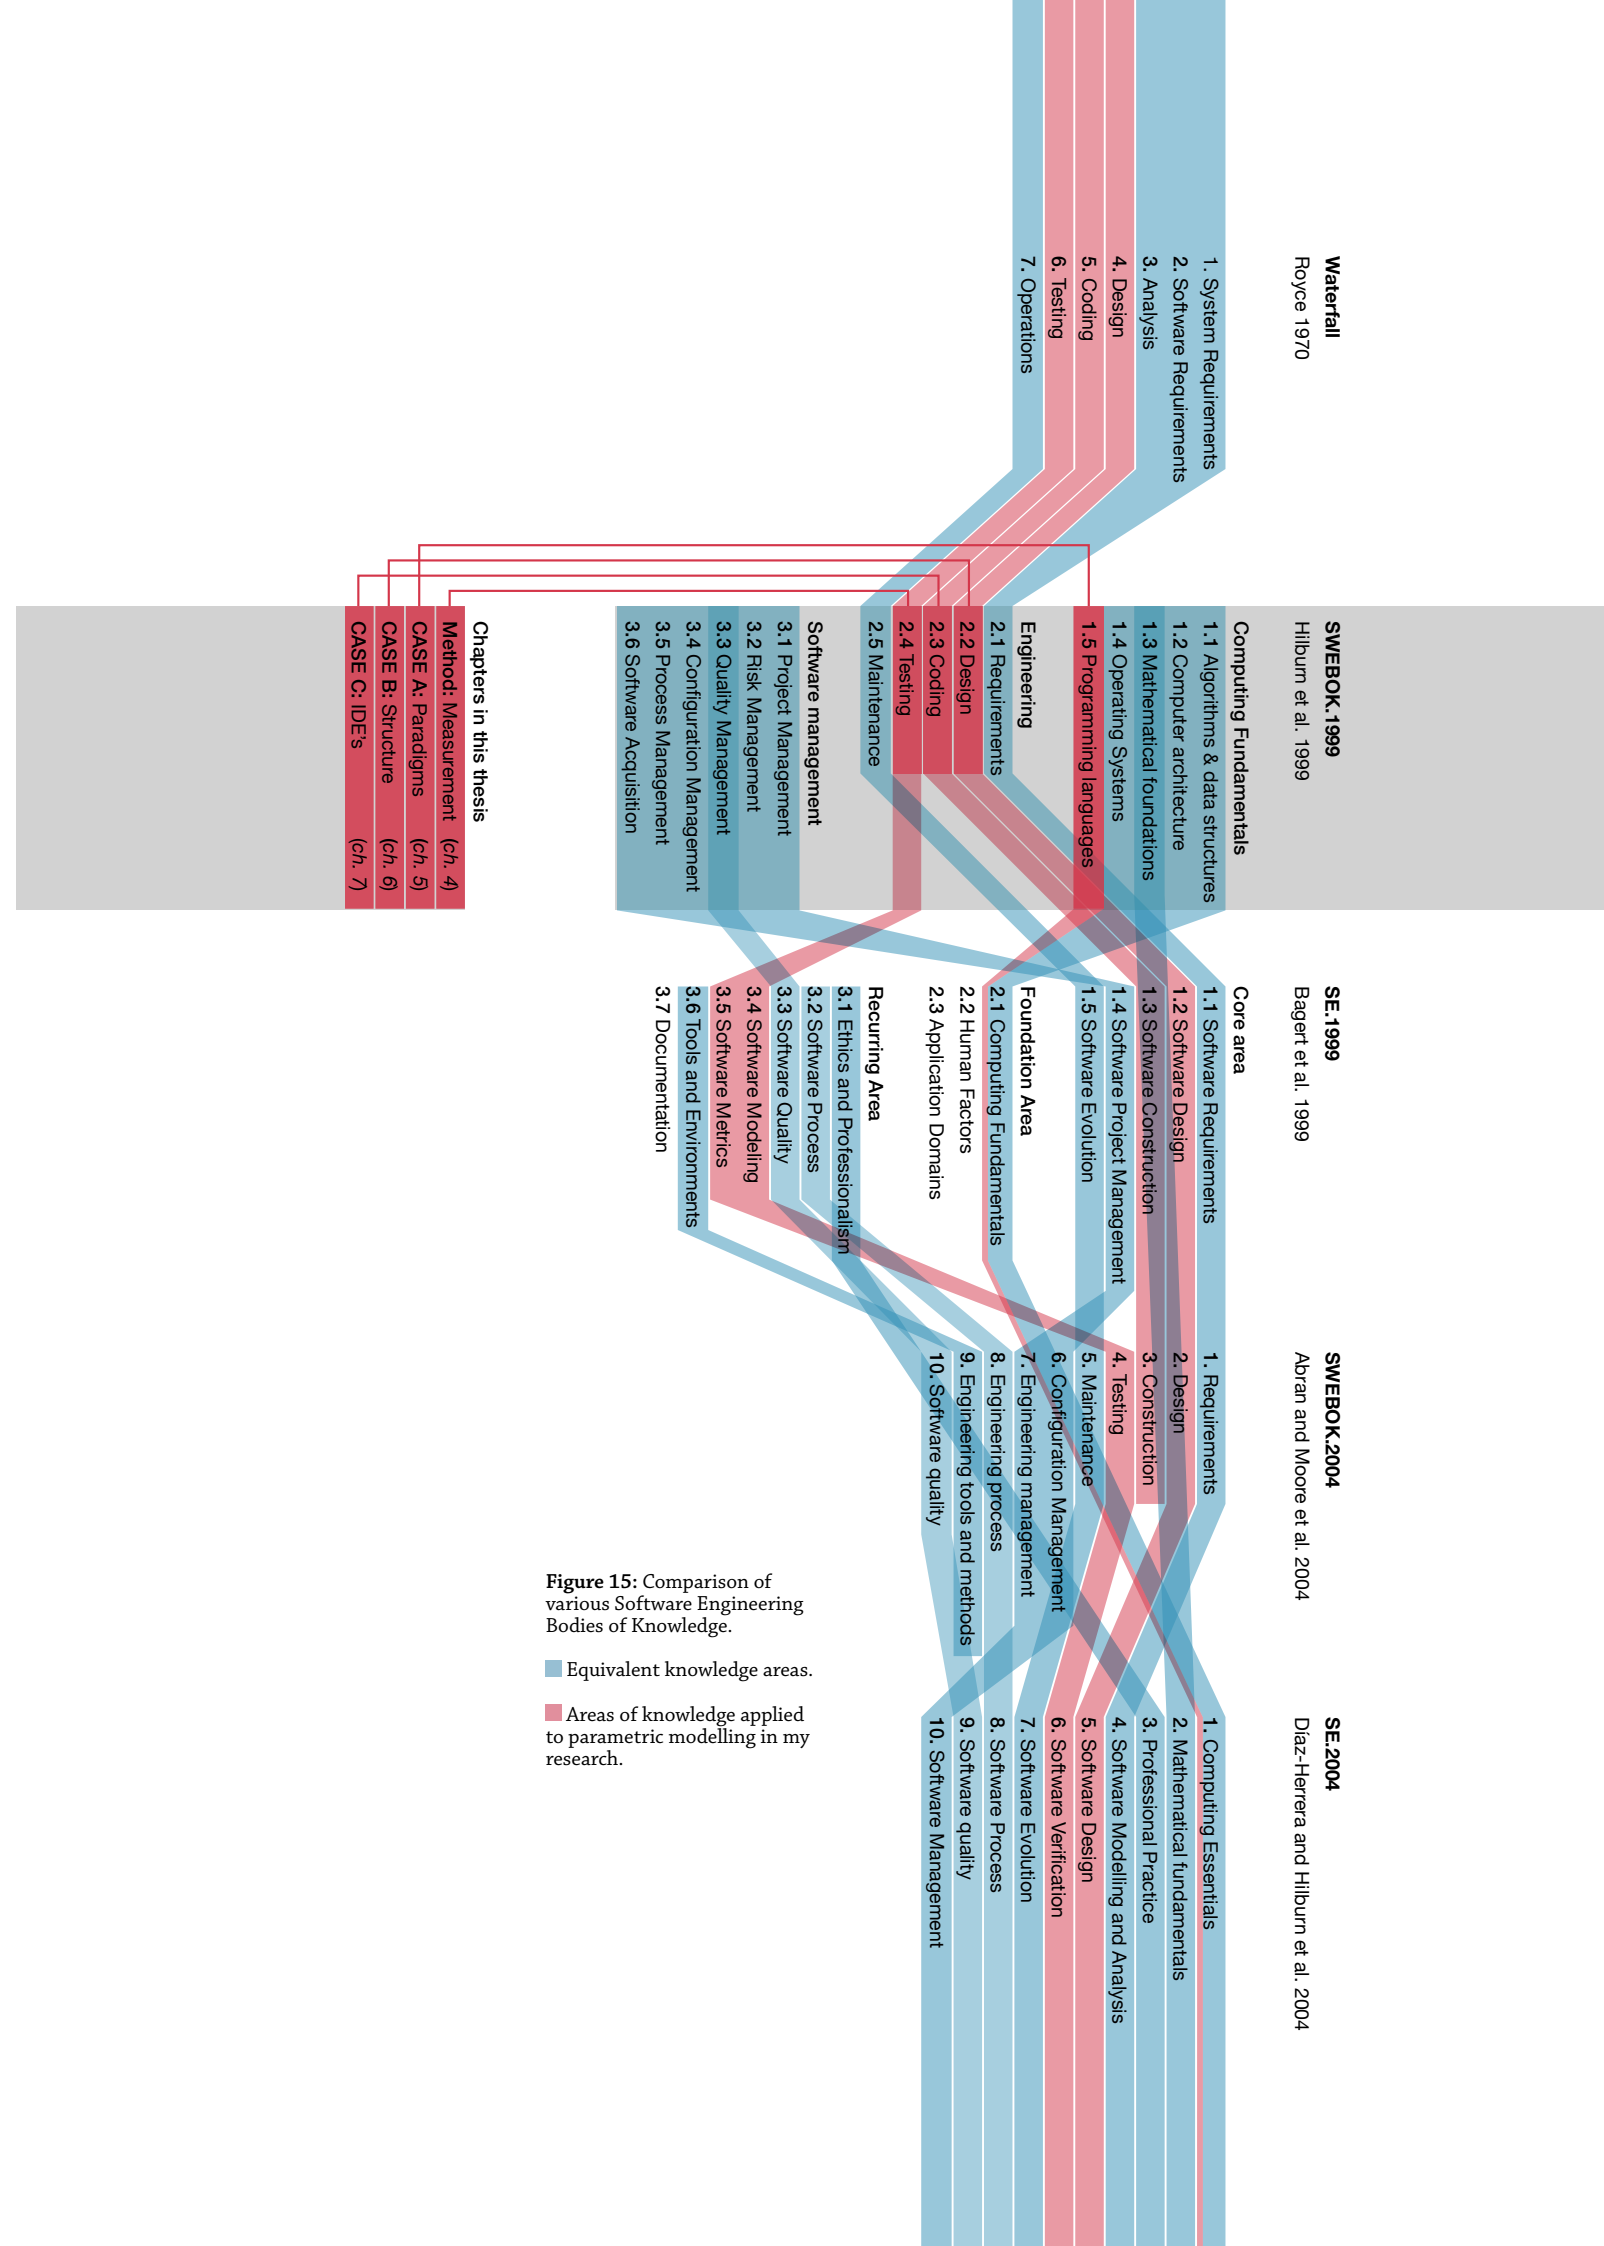 Waterfall
Royce 1970
1. System Requirements
2. Software Requirements
3. Analysis
4. Design
5. Coding
6. Testing
7. Operations
SWEBOK.1999
Hilburn et al. 1999
Computing Fundamentals
1.1 Algorithms & data structures
1.2 Computer architecture
1.3 Mathematical foundations
1.4 Operating Systems
1.5 Programming languages
Engineering
2.1 Requirements
2.2 Design
2.3 Coding
2.4 Testing
2.5 Maintenance
Software management
3.1 Project Management
3.2 Risk Management
3.3 Quality Management
3.4 Configuration Management
3.5 Process Management
3.6 Software Acquisition
Chapters in this thesis
Method: Measurement (ch. 4)
CASE A: Paradigms (ch. 5)
CASE B: Structure (ch. 6)
CASE C: IDE's (ch. 7)
SE.1999
Bagert et al. 1999
Core area
1.1 Software Requirements
1.2 Software Design
1.3 Software Construction
1.4 Software Project Management
1.5 Software Evolution
Foundation Area
2.1 Computing Fundamentals
2.2 Human Factors
2.3 Application Domains
Recurring Area
3.1 Ethics and Professionalism
3.2 Software Process
3.3 Software Quality
3.4 Software Modeling
3.5 Software Metrics
3.6 Tools and Environments
3.7 Documentation
SWEBOK.2004
Abran and Moore et al. 2004
1. Requirements
2. Design
3. Construction
4. Testing
5. Maintenance
6. Configuration Management
7. Engineering management
8. Engineering process
9. Engineering tools and methods
10. Software quality
SE.2004
Díaz-Herrera and Hilburn et al. 2004
1. Computing Essentials
2. Mathematical fundamentals
3. Professional Practice
4. Software Modelling and Analysis
5. Software Design
6. Software Verification
7. Software Evolution
8. Software Process
9. Software quality
10. Software Management
Figure 15: Comparison of
various Software Engineering
Bodies of Knowledge.
Equivalent knowledge areas.
Areas of knowledge applied
to parametric modelling in my
research.